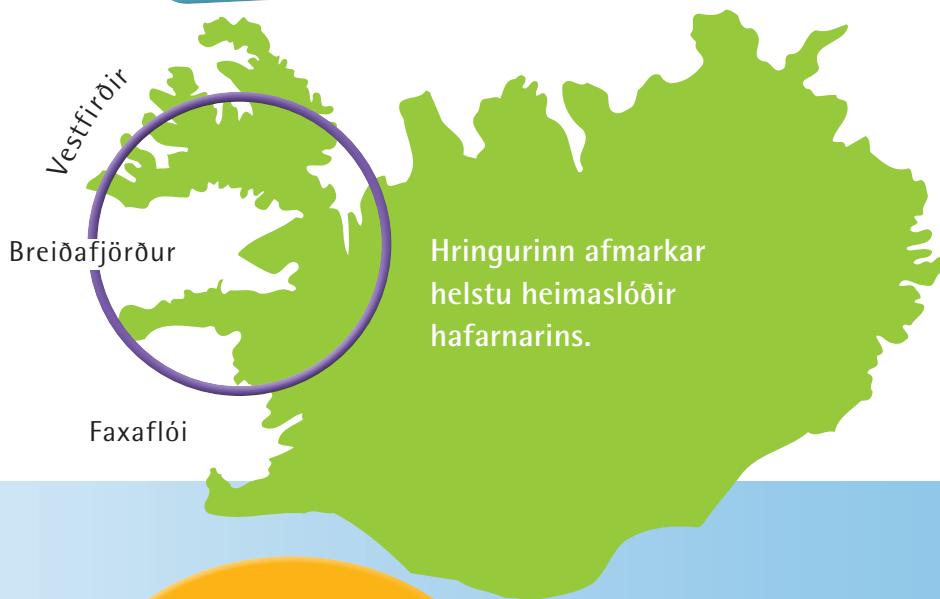 Vestfirðir
Breiðafjörður
Hringurinn afmarkar
helstu heimaslóðir
hafarnarins.
Faxaflói